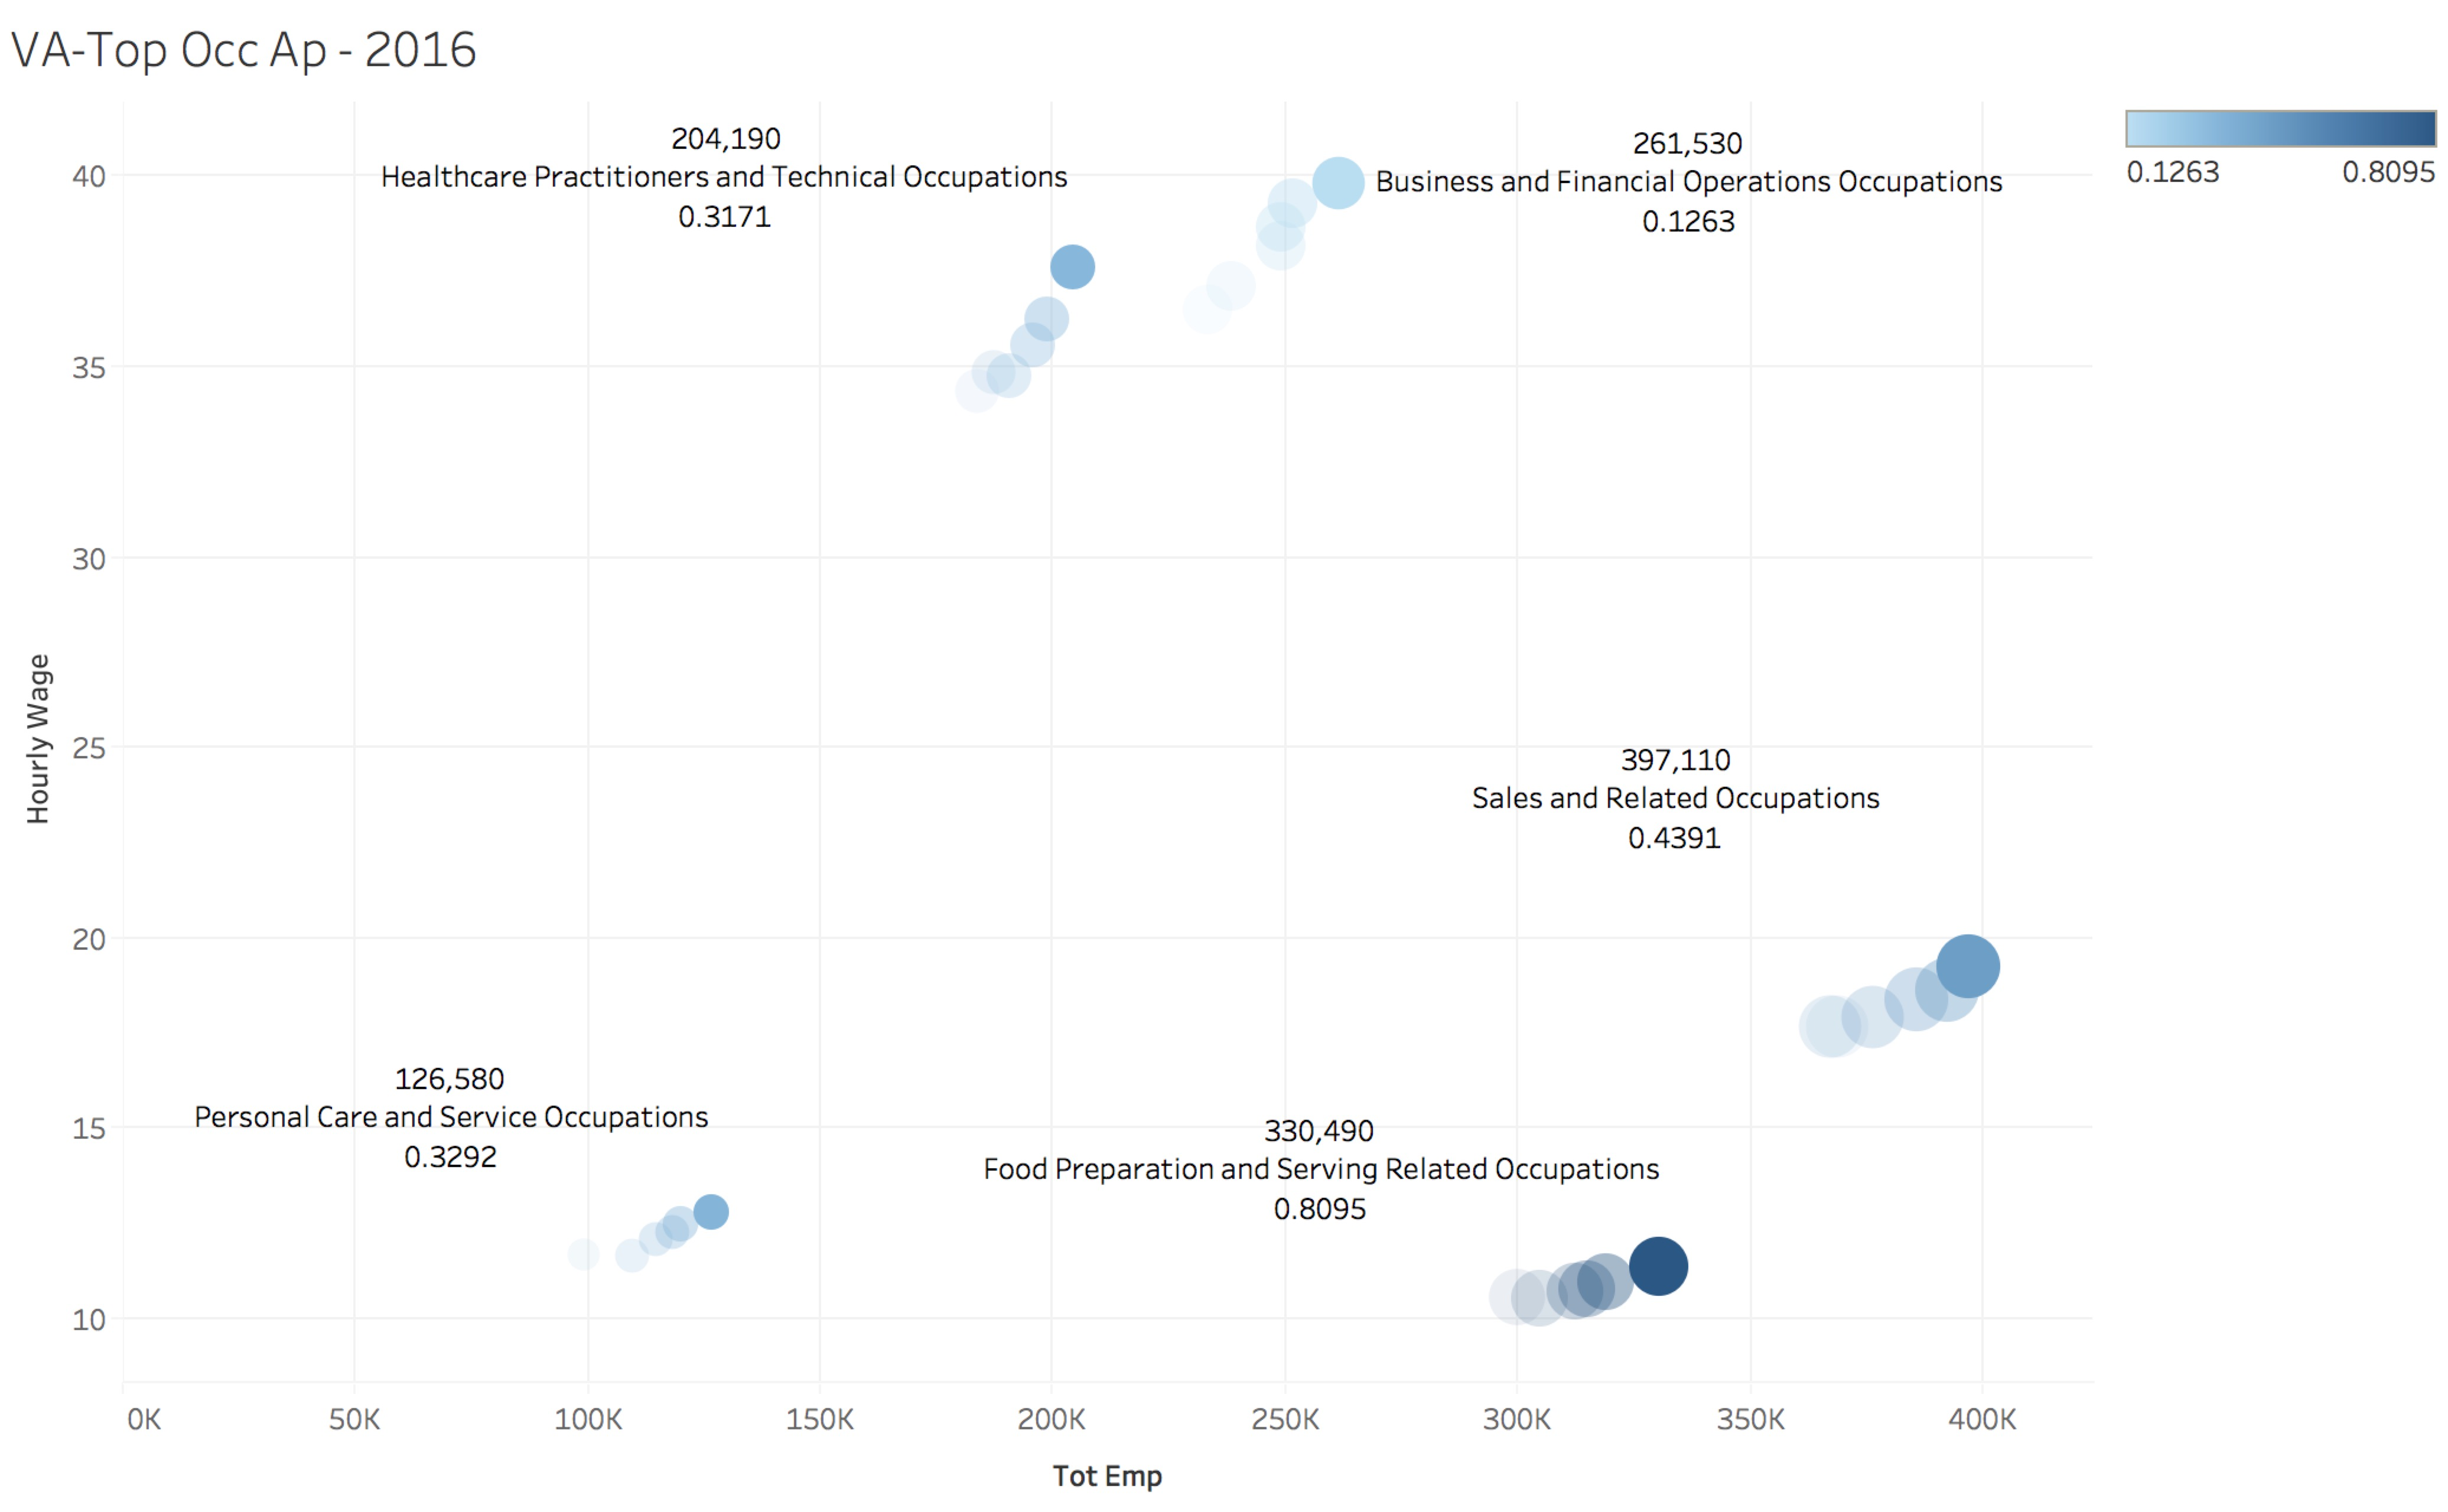 VA-Top Occ Ap - 2016
204,190
Healthcare Practitioners and Technical Occupations
0.3171
261,530
Business and Financial Operations Occupations
0.1263
0.1263 0.8095
40
35
30
25
20
15
10
Hourly Wage
397,110
Sales and Related Occupations
0.4391
126,580
Personal Care and Service Occupations
0.3292
330,490
Food Preparation and Serving Related Occupations
0.8095
0K 50K 100K 150K 200K 250K 300K 350K 400K
Tot Emp